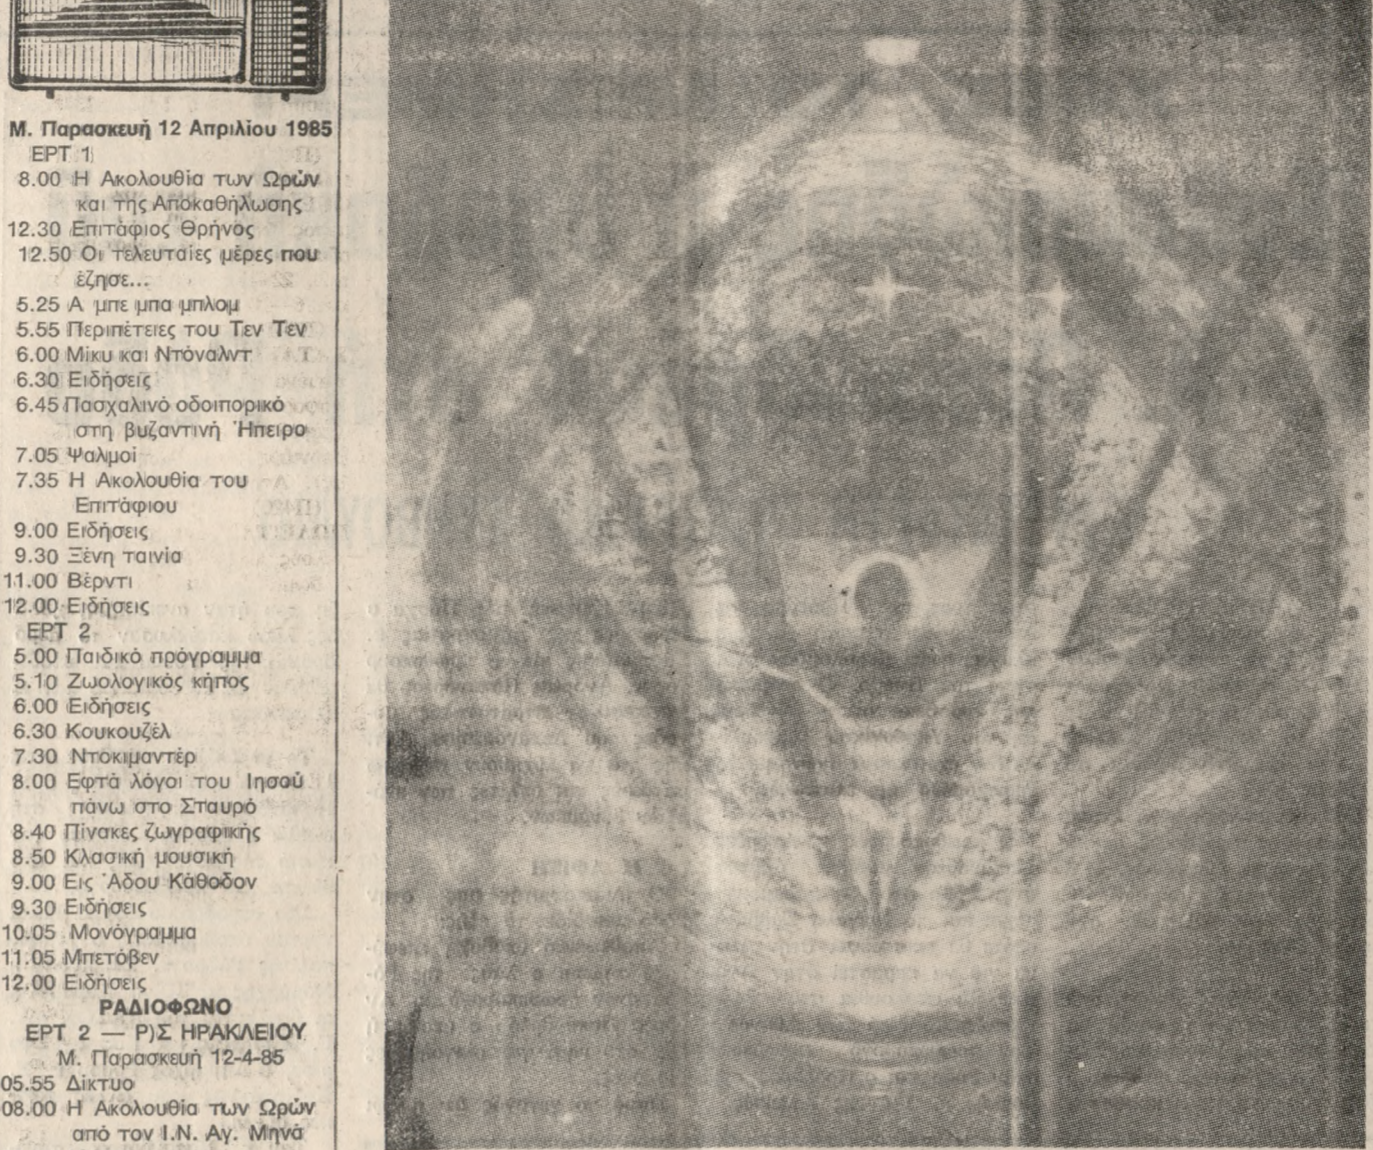 Μ. Παρασκευή 12 Απριλίου 1985
ΕΡΤ 1
8.00 Η Ακολουθία των Ωρών
και της Αποκαθήλωσης
12.30 Επιτάφιος Θρήνος
12.50 Οι τελευταίες μέρες που
έζησε...
5.25 Α μπε μπα μπλομ
5.55 Περιπέτειες του Τεν Τεν
6.00 Μίκυ και Ντόναλντ
6.30 Ειδήσεις
6.45 Πασχαλινό οδοιπορικό
στη βυζαντινή Ήπειρο
7.05 Ψαλμοί
7.35 Η Ακολουθία του
Επιτάφιου
9.00 Ειδήσεις
9.30 Ξένη ταινία
11.00 Βέρντι
12.00 Ειδήσεις
ΕΡΤ 2
5.00 Παιδικό πρόγραμμα
5.10 Ζωολογικός κήπος
6.00 Ειδήσεις
6.30 Κουκουζέλ
7.30 Ντοκιμαντέρ
8.00 Εφτά λόγοι του Ιησού
πάνω στο Σταυρό
8.40 Πίνακες ζωγραφικής
8.50 Κλασική μουσική
9.00 Εις Άδου Κάθοδον
9.30 Ειδήσεις
10.05 Μονόγραμμα
11.05 Μπετόβεν
12.00 Ειδήσεις
ΡΑΔΙΟΦΩΝΟ
ΕΡΤ 2 — Ρ)Σ ΗΡΑΚΛΕΙΟΥ
Μ. Παρασκευή 12-4-85
05.55 Δίκτυο
08.00 Η Ακολουθία των Ωρών
από τον Ι.Ν. Αγ. Μηνά